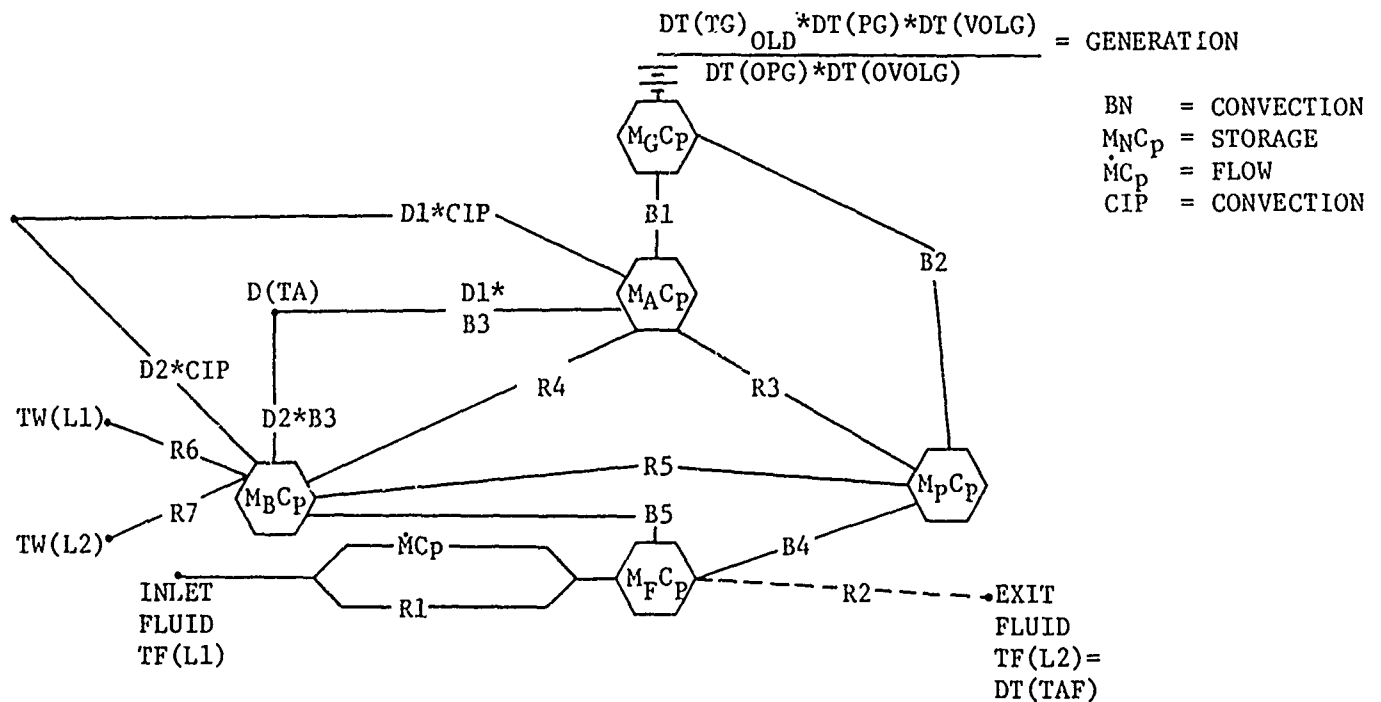 DT(TG)OLD*DT(PG)*DT(VOLG)
DT(OPG)*DT(OVOLG)
= GENERATION
BN = CONVECTION
MNCp = STORAGE
ṀCp = FLOW
CIP = CONVECTION
MGCp
D1*CIP
B1
B2
MACp
D(TA)
D1*
B3
D2*CIP
R4
R3
TW(L1)
D2*B3
R6
R5
MBCp
MPCp
R7
B5
TW(L2)
ṀCp
B4
MFCp
R1
R2
INLET
FLUID
TF(L1)
EXIT
FLUID
TF(L2)=
DT(TAF)